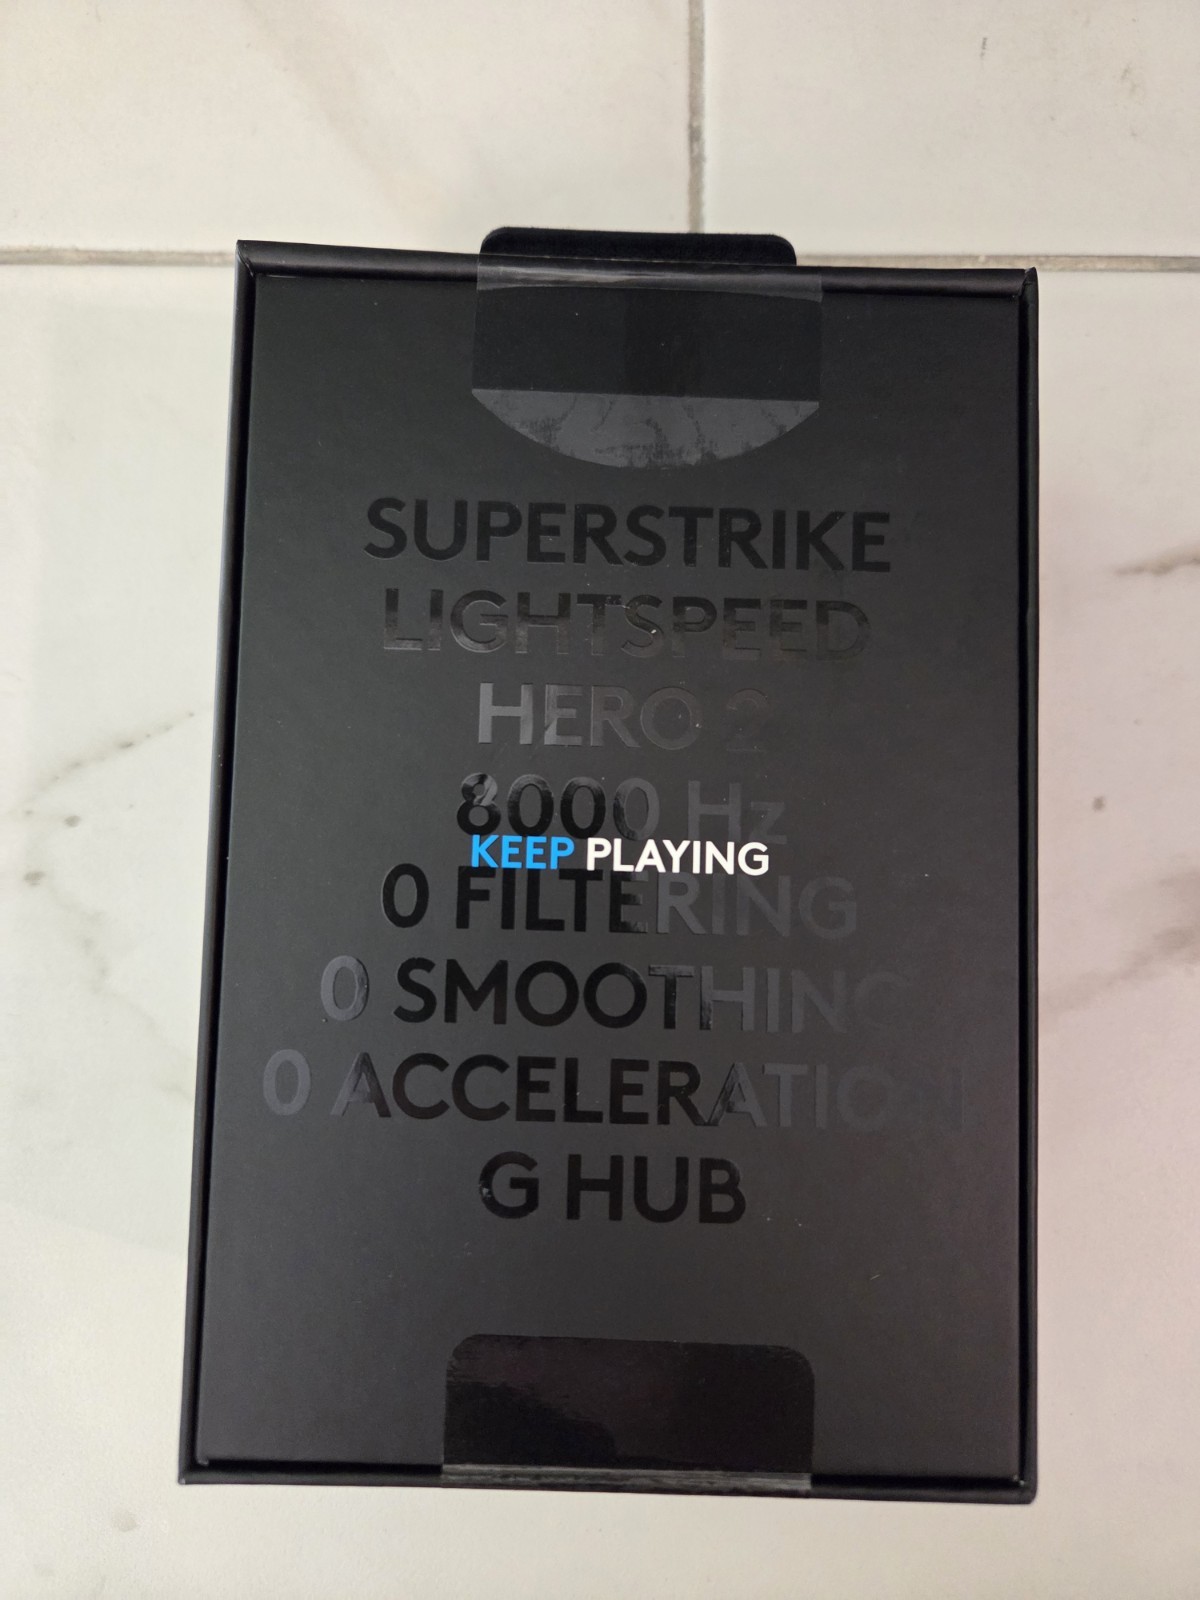 SUPERSTRIKE
LIGHTSPEED
HERO 2
8000 Hz
KEEP PLAYING
0 FILTERING
0 SMOOTHING
0 ACCELERATION
G HUB